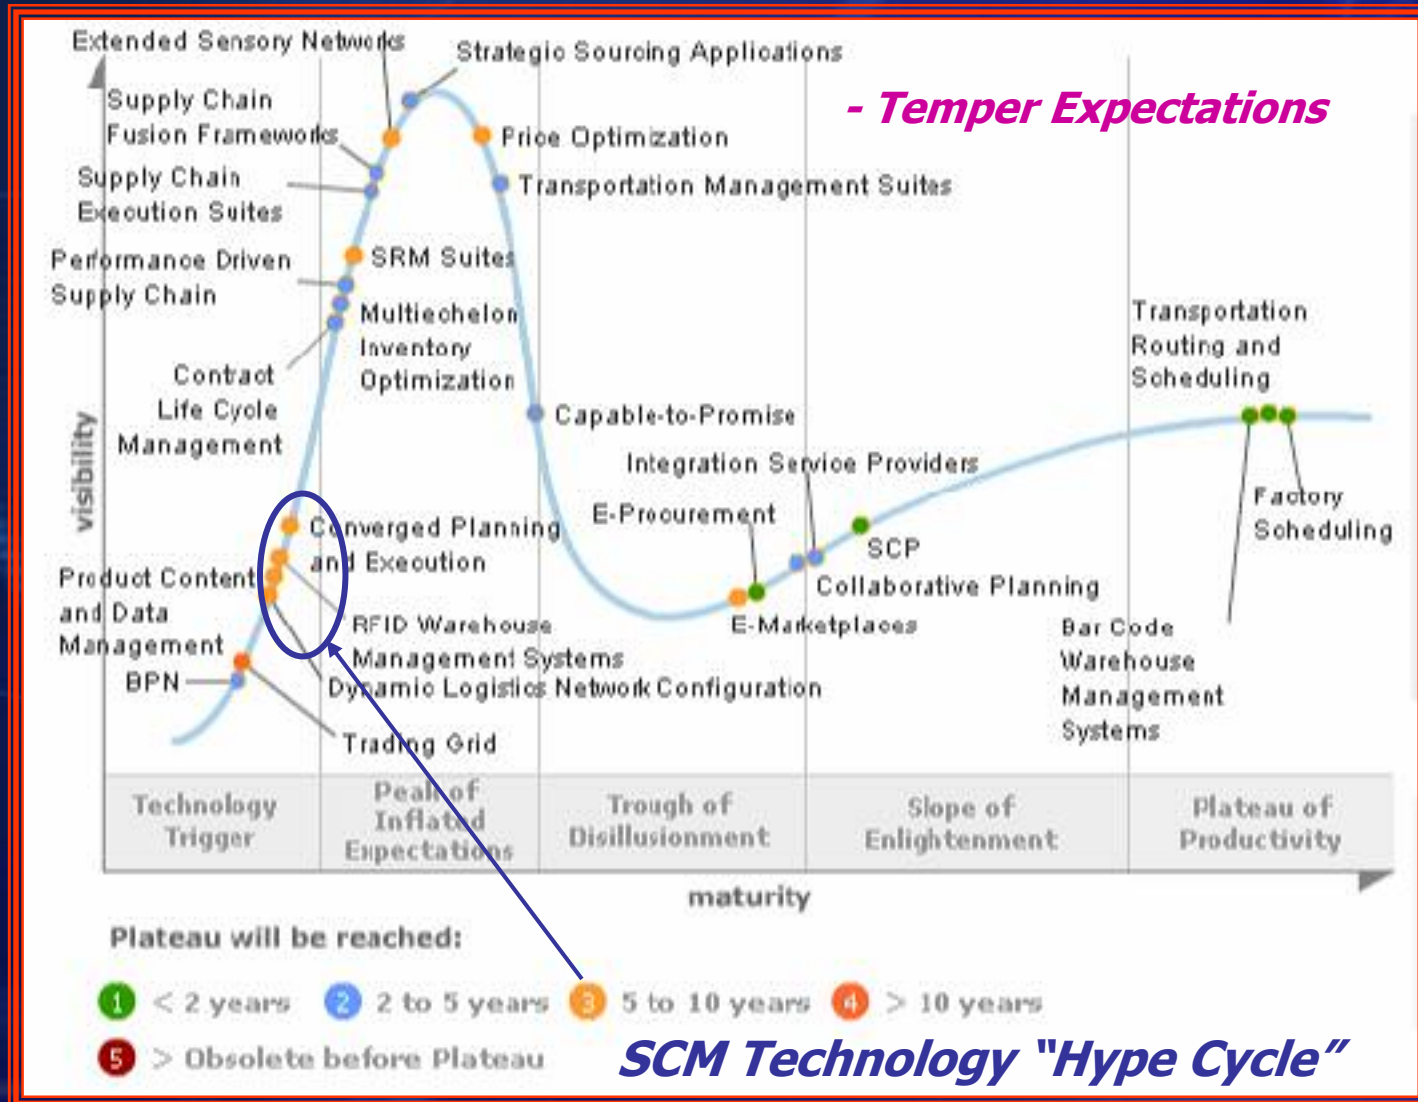 Extended Sensory Networks
Strategic Sourcing Applications
- Temper Expectations
Supply Chain
Fusion Frameworks
Price Optimization
Supply Chain
Execution Suites
Transportation Management Suites
Performance Driven
Supply Chain
SRM Suites
Multiechelon
Inventory
Optimization
Transportation
Routing and
Scheduling
Contract
Life Cycle
Management
Capable-to-Promise
visibility
Integration Service Providers
E-Procurement
Factory
Scheduling
Converged Planning
and Execution
SCP
Product Content
and Data
Management
Collaborative Planning
RFID Warehouse
Management Systems
E-Marketplaces
Bar Code
Warehouse
Management
Systems
BPN
Dynamic Logistics Network Configuration
Trading Grid
Technology
Trigger
Peak of
Inflated
Expectations
Trough of
Disillusionment
Slope of
Enlightenment
Plateau of
Productivity
maturity
Plateau will be reached:
1 < 2 years 2 2 to 5 years 3 5 to 10 years 4 > 10 years
5 > Obsolete before Plateau
SCM Technology “Hype Cycle”